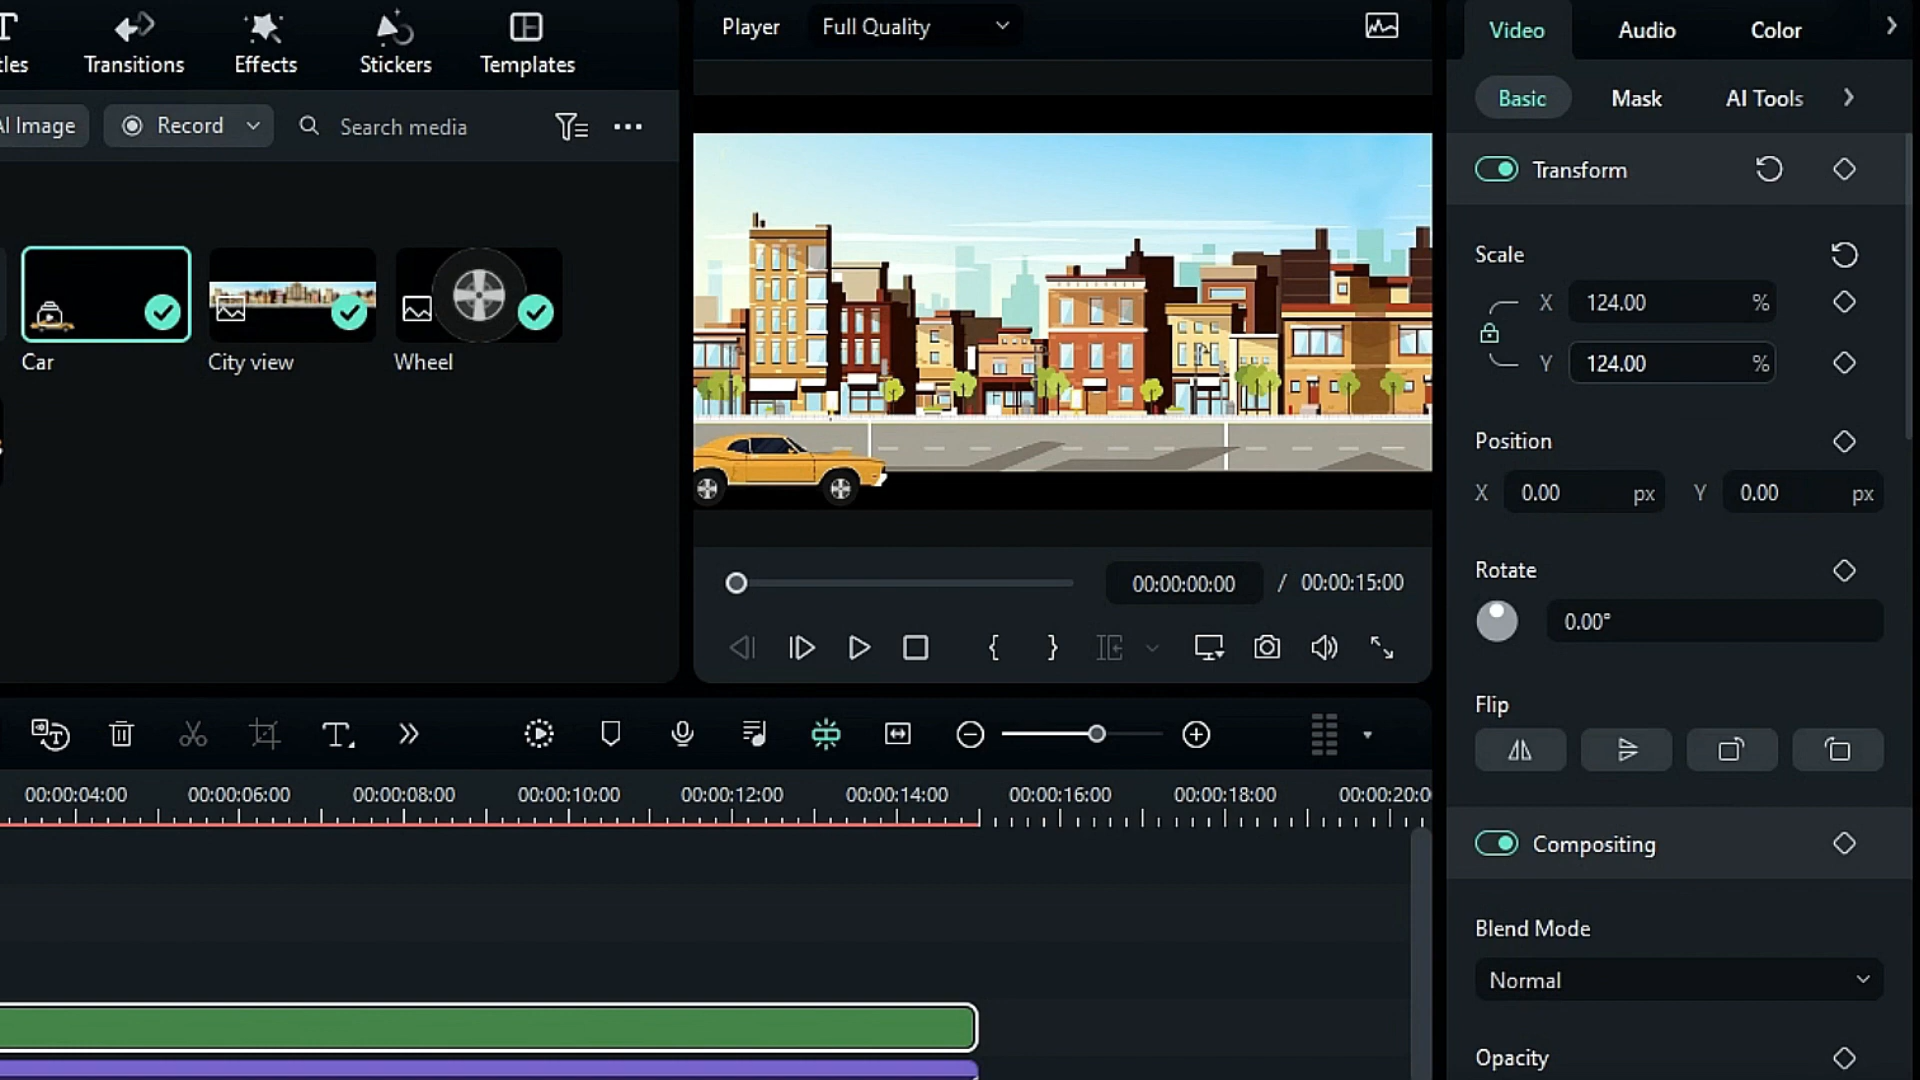 Transitions Effects Stickers Templates
Player Full Quality
Video Audio Color
AI Image Record Search media
Basic Mask AI Tools
Transform
Scale
X 124.00 %
Y 124.00 %
Car City view Wheel
Position
X 0.00 px Y 0.00 px
Rotate
0.00°
00:00:00:00 / 00:00:15:00
Flip
00:00:04:00 00:00:06:00 00:00:08:00 00:00:10:00 00:00:12:00 00:00:14:00 00:00:16:00 00:00:18:00 00:00:20:0
Compositing
Blend Mode
Normal
Opacity